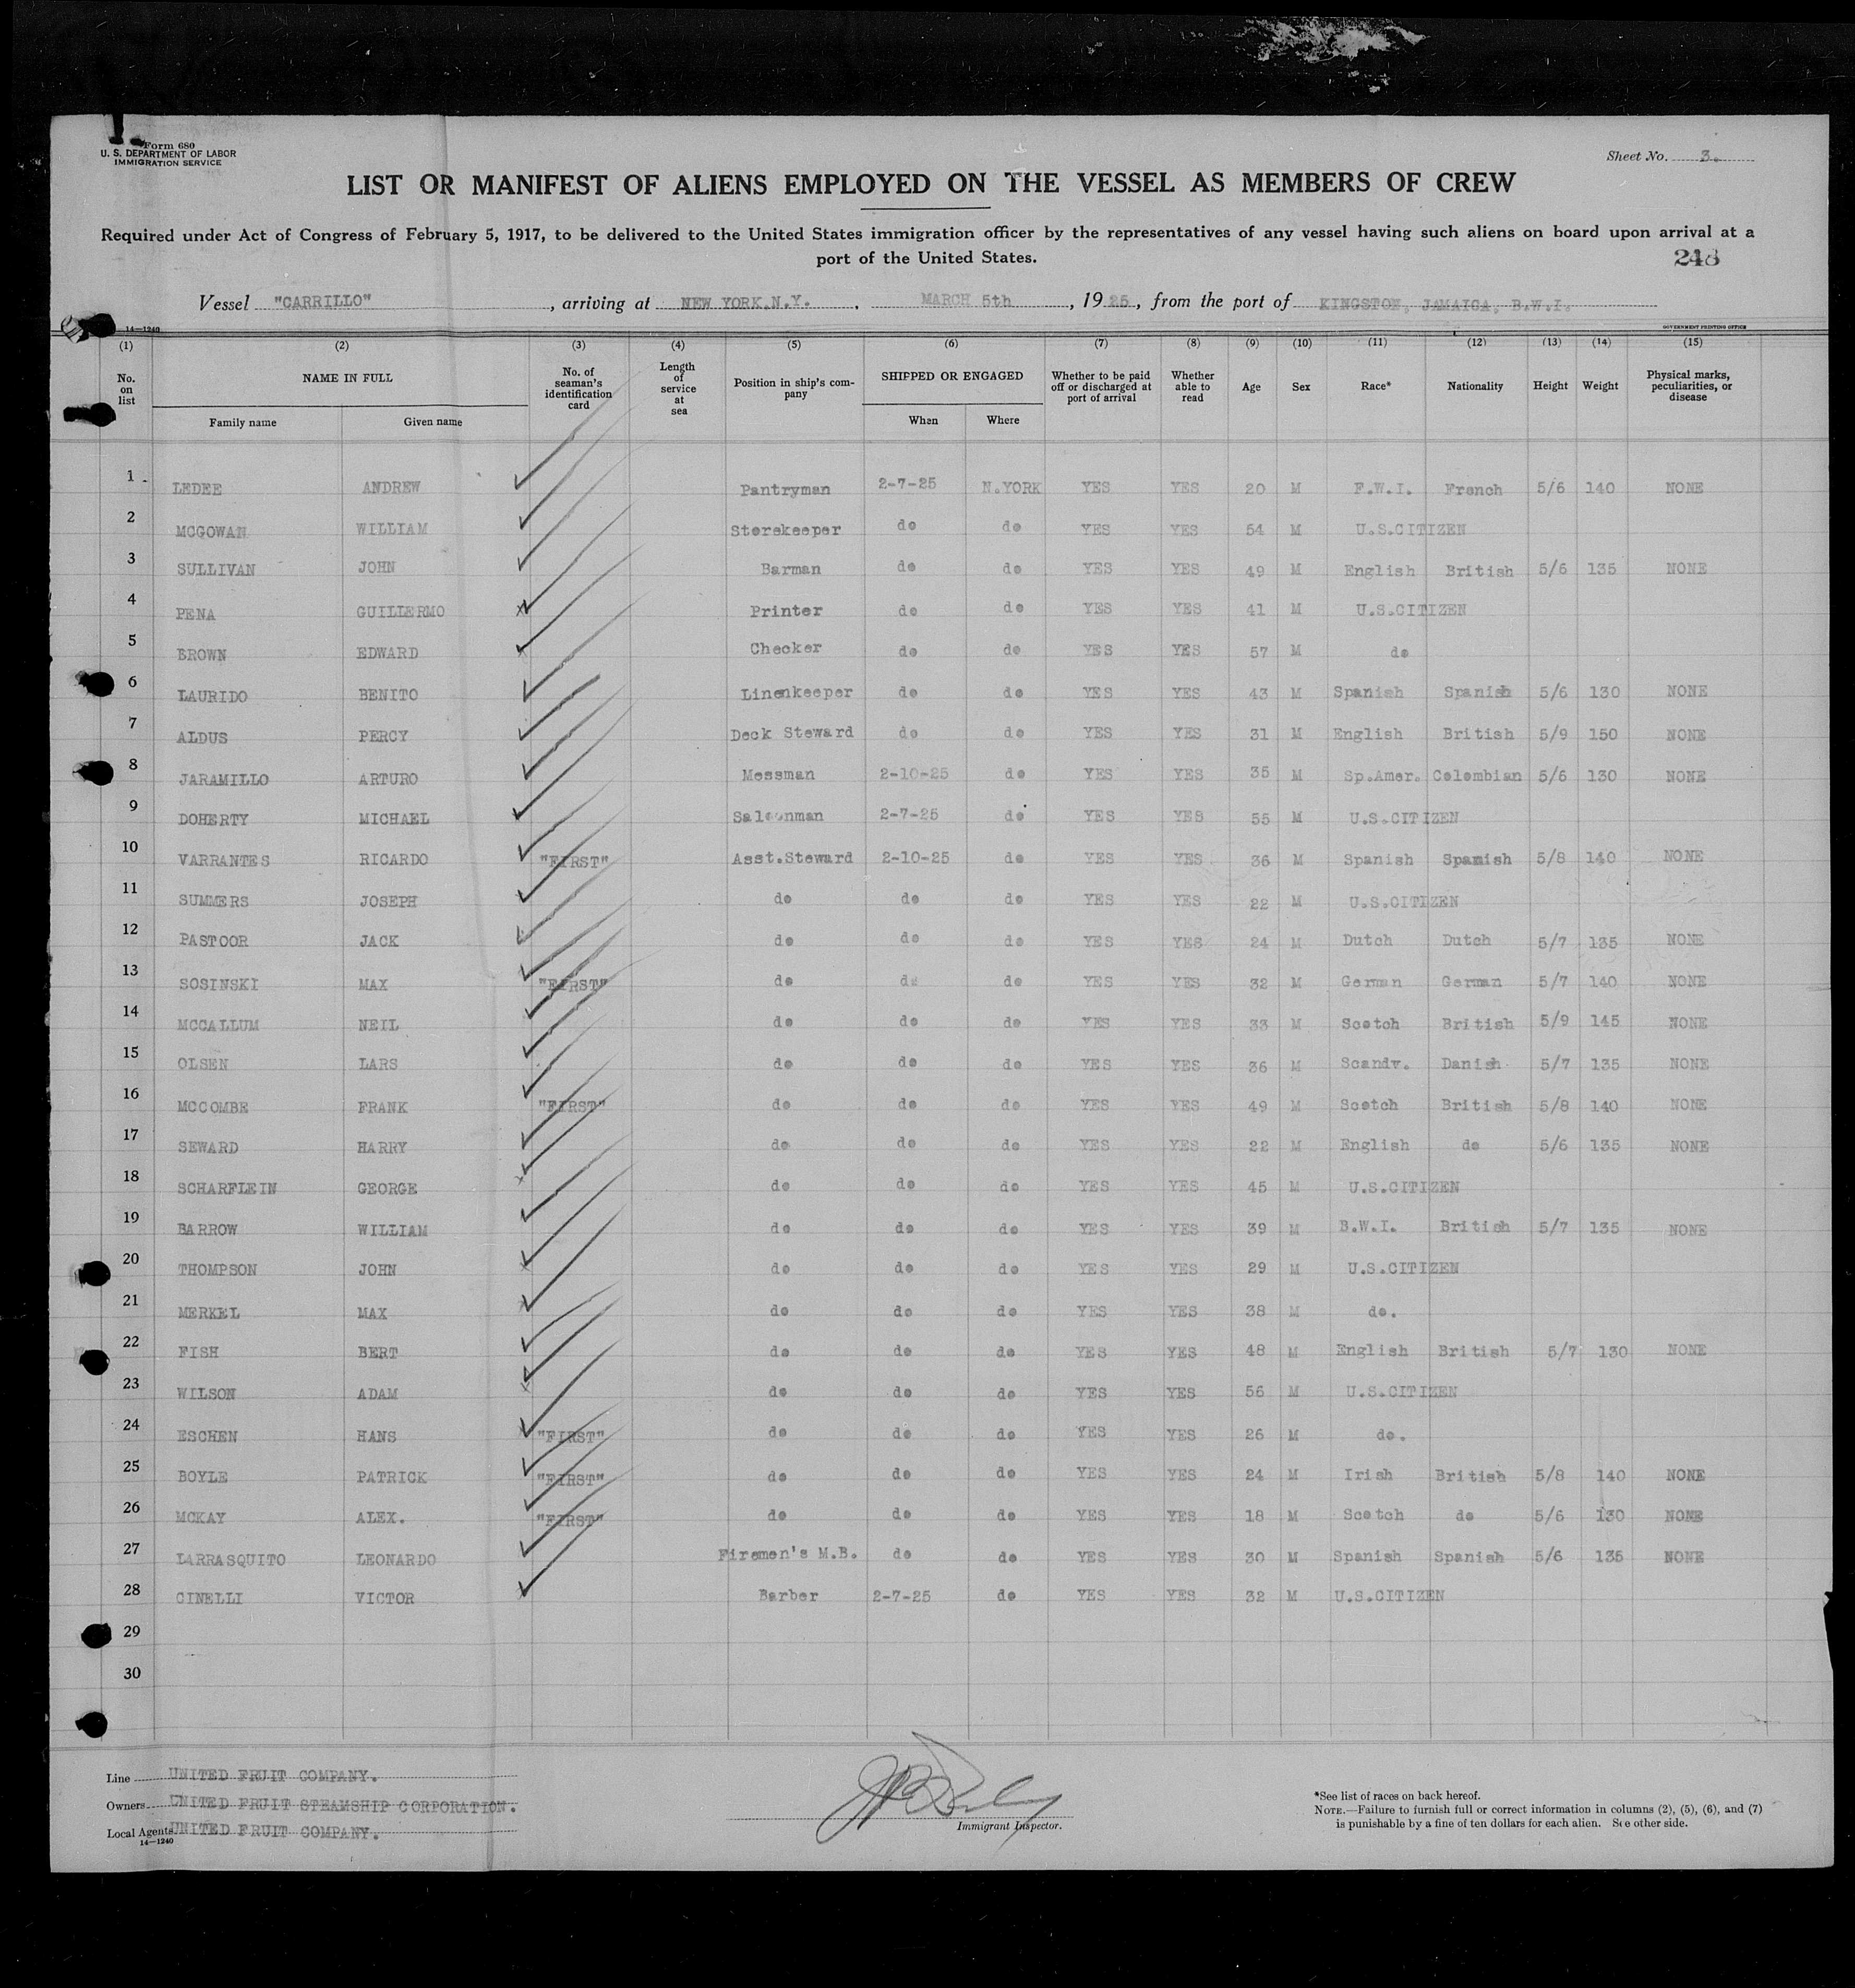 Form 680
U. S. DEPARTMENT OF LABOR
IMMIGRATION SERVICE
Sheet No. 3.
LIST OR MANIFEST OF ALIENS EMPLOYED ON THE VESSEL AS MEMBERS OF CREW
Required under Act of Congress of February 5, 1917, to be delivered to the United States immigration officer by the representatives of any vessel having such aliens on board upon arrival at a
port of the United States.
Vessel "CARRILLO", arriving at NEW YORK.N.Y., MARCH 5th, 1925, from the port of KINGSTON, JAMAICA, B.W.I.
14—1240 GOVERNMENT PRINTING OFFICE
(1) (2) (3) (4) (5) (6) (7) (8) (9) (10) (11) (12) (13) (14) (15)
No. on list NAME IN FULL Family name Given name No. of seaman's identification card Length of service at sea Position in ship's company SHIPPED OR ENGAGED When Where Whether to be paid off or discharged at port of arrival Whether able to read Age Sex Race* Nationality Height Weight Physical marks, peculiarities, or disease
1 LEDEE ANDREW Pantryman 2-7-25 N.YORK YES YES 20 M F.W.I. French 5/6 140 NONE
2 MCGOWAN WILLIAM Storekeeper do do YES YES 54 M U.S.CITIZEN
3 SULLIVAN JOHN Barman do do YES YES 49 M English British 5/6 135 NONE
4 PENA GUILLERMO Printer do do YES YES 41 M U.S.CITIZEN
5 BROWN EDWARD Checker do do YES YES 57 M do
6 LAURIDO BENITO Linenkeeper do do YES YES 43 M Spanish Spanish 5/6 130 NONE
7 ALDUS PERCY Deck Steward do do YES YES 31 M English British 5/9 150 NONE
8 JARAMILLO ARTURO Messman 2-10-25 do YES YES 35 M Sp.Amer. Colombian 5/6 130 NONE
9 DOHERTY MICHAEL Saloonman 2-7-25 do YES YES 55 M U.S.CITIZEN
10 VARRANTES RICARDO "FIRST" Asst.Steward 2-10-25 do YES YES 36 M Spanish Spanish 5/8 140 NONE
11 SUMMERS JOSEPH do do do YES YES 22 M U.S.CITIZEN
12 PASTOOR JACK do do do YES YES 24 M Dutch Dutch 5/7 135 NONE
13 SOSINSKI MAX "FIRST" do do do YES YES 32 M German German 5/7 140 NONE
14 MCCALLUM NEIL do do do YES YES 33 M Scotch British 5/9 145 NONE
15 OLSEN LARS do do do YES YES 36 M Scandv. Danish 5/7 135 NONE
16 MCCOMBE FRANK "FIRST" do do do YES YES 49 M Scotch British 5/8 140 NONE
17 SEWARD HARRY do do do YES YES 22 M English do 5/6 135 NONE
18 SCHARFLEIN GEORGE do do do YES YES 45 M U.S.CITIZEN
19 BARROW WILLIAM do do do YES YES 39 M B.W.I. British 5/7 135 NONE
20 THOMPSON JOHN do do do YES YES 29 M U.S.CITIZEN
21 MERKEL MAX do do do YES YES 38 M do.
22 FISH BERT do do do YES YES 48 M English British 5/7 130 NONE
23 WILSON ADAM do do do YES YES 56 M U.S.CITIZEN
24 ESCHEN HANS "FIRST" do do do YES YES 26 M do.
25 BOYLE PATRICK "FIRST" do do do YES YES 24 M Irish British 5/8 140 NONE
26 MCKAY ALEX. "FIRST" do do do YES YES 18 M Scotch do 5/6 130 NONE
27 LARRASQUITO LEONARDO Firemen's M.B. do do YES YES 30 M Spanish Spanish 5/6 135 NONE
28 CINELLI VICTOR Barber 2-7-25 do YES YES 32 M U.S.CITIZEN
29
30
Line UNITED FRUIT COMPANY.
Owners UNITED FRUIT STEAMSHIP CORPORATION.
Local Agents UNITED FRUIT COMPANY.
14—1240
Immigrant Inspector.
*See list of races on back hereof.
NOTE.—Failure to furnish full or correct information in columns (2), (5), (6), and (7)
is punishable by a fine of ten dollars for each alien. See other side.